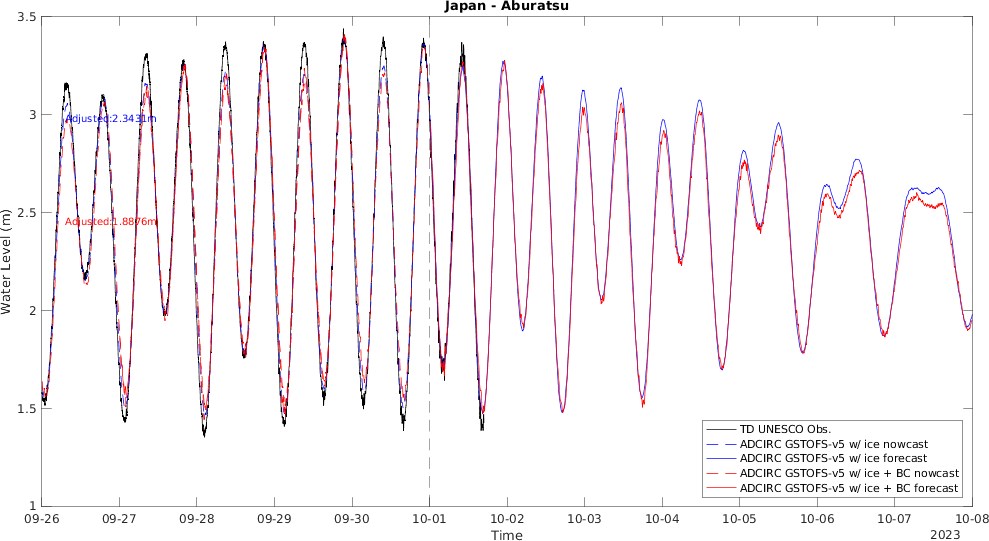 Japan - Aburatsu
3.5
3
2.5
2
1.5
1
Water Level (m)
Adjusted:2.3431m
Adjusted:1.8876m
TD UNESCO Obs.
ADCIRC GSTOFS-v5 w/ ice nowcast
ADCIRC GSTOFS-v5 w/ ice forecast
ADCIRC GSTOFS-v5 w/ ice + BC nowcast
ADCIRC GSTOFS-v5 w/ ice + BC forecast
09-26 09-27 09-28 09-29 09-30 10-01 10-02 10-03 10-04 10-05 10-06 10-07 10-08
Time
2023